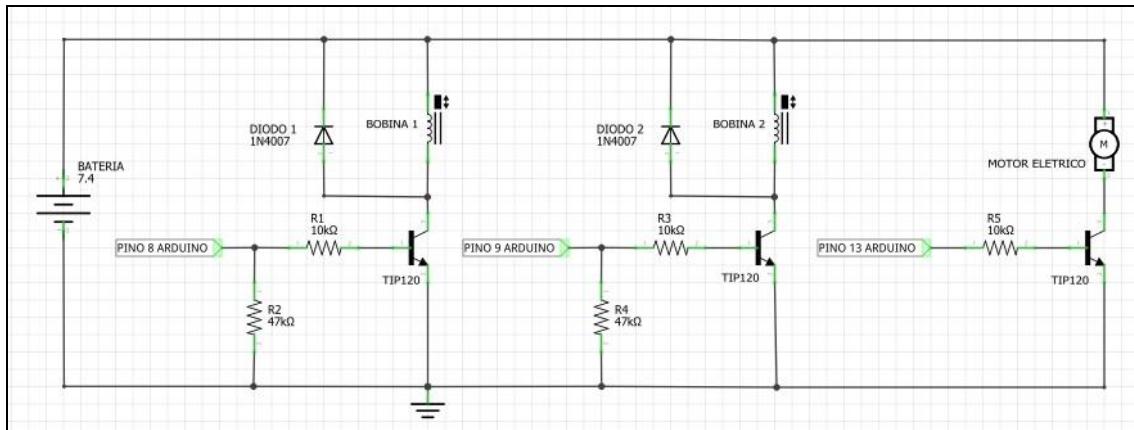 DIODO 1
1N4007
BOBINA 1
DIODO 2
1N4007
BOBINA 2
MOTOR ELETRICO
M
BATERIA
7.4
PINO 8 ARDUINO
R1
10kΩ
TIP120
R2
47kΩ
PINO 9 ARDUINO
R3
10kΩ
TIP120
R4
47kΩ
PINO 13 ARDUINO
R5
10kΩ
TIP120